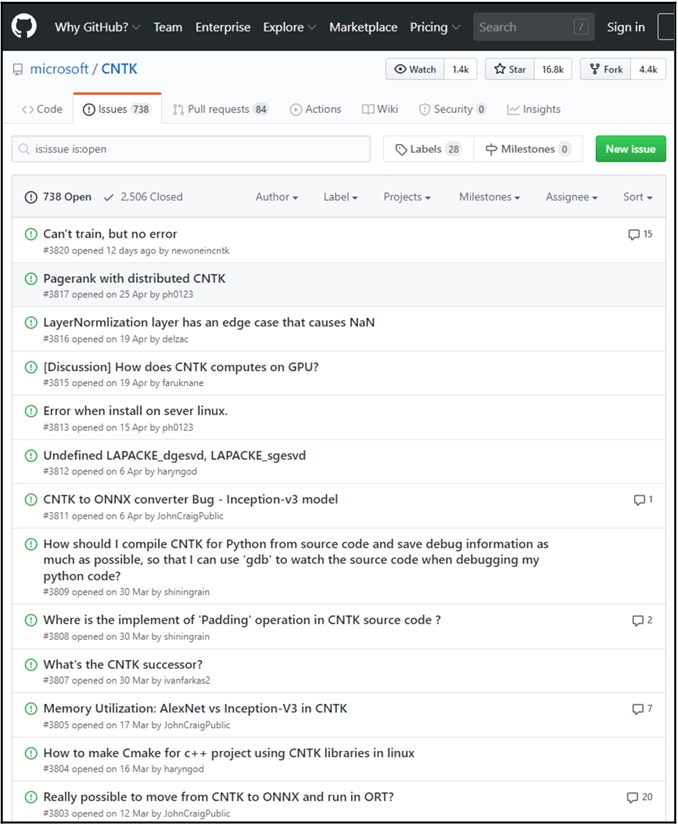 Why GitHub? Team Enterprise Explore Marketplace Pricing Search / Sign in
microsoft / CNTK Watch 1.4k Star 16.8k Fork 4.4k
Code Issues 738 Pull requests 84 Actions Wiki Security 0 Insights
is:issue is:open Labels 28 Milestones 0 New issue
738 Open 2,506 Closed Author Label Projects Milestones Assignee Sort
Can't train, but no error 15
#3820 opened 12 days ago by newoneincntk
Pagerank with distributed CNTK
#3817 opened on 25 Apr by ph0123
LayerNormlization layer has an edge case that causes NaN
#3816 opened on 19 Apr by delzac
[Discussion] How does CNTK computes on GPU?
#3815 opened on 19 Apr by faruknane
Error when install on sever linux.
#3813 opened on 15 Apr by ph0123
Undefined LAPACKE_dgesvd, LAPACKE_sgesvd
#3812 opened on 6 Apr by haryngod
CNTK to ONNX converter Bug - Inception-v3 model 1
#3811 opened on 6 Apr by JohnCraigPublic
How should I compile CNTK for Python from source code and save debug information as
much as possible, so that I can use 'gdb' to watch the source code when debugging my
python code?
#3809 opened on 30 Mar by shiningrain
Where is the implement of 'Padding' operation in CNTK source code ? 2
#3808 opened on 30 Mar by shiningrain
What's the CNTK successor?
#3807 opened on 30 Mar by ivanfarkas2
Memory Utilization: AlexNet vs Inception-V3 in CNTK 7
#3805 opened on 17 Mar by JohnCraigPublic
How to make Cmake for c++ project using CNTK libraries in linux
#3804 opened on 16 Mar by haryngod
Really possible to move from CNTK to ONNX and run in ORT? 20
#3803 opened on 12 Mar by JohnCraigPublic